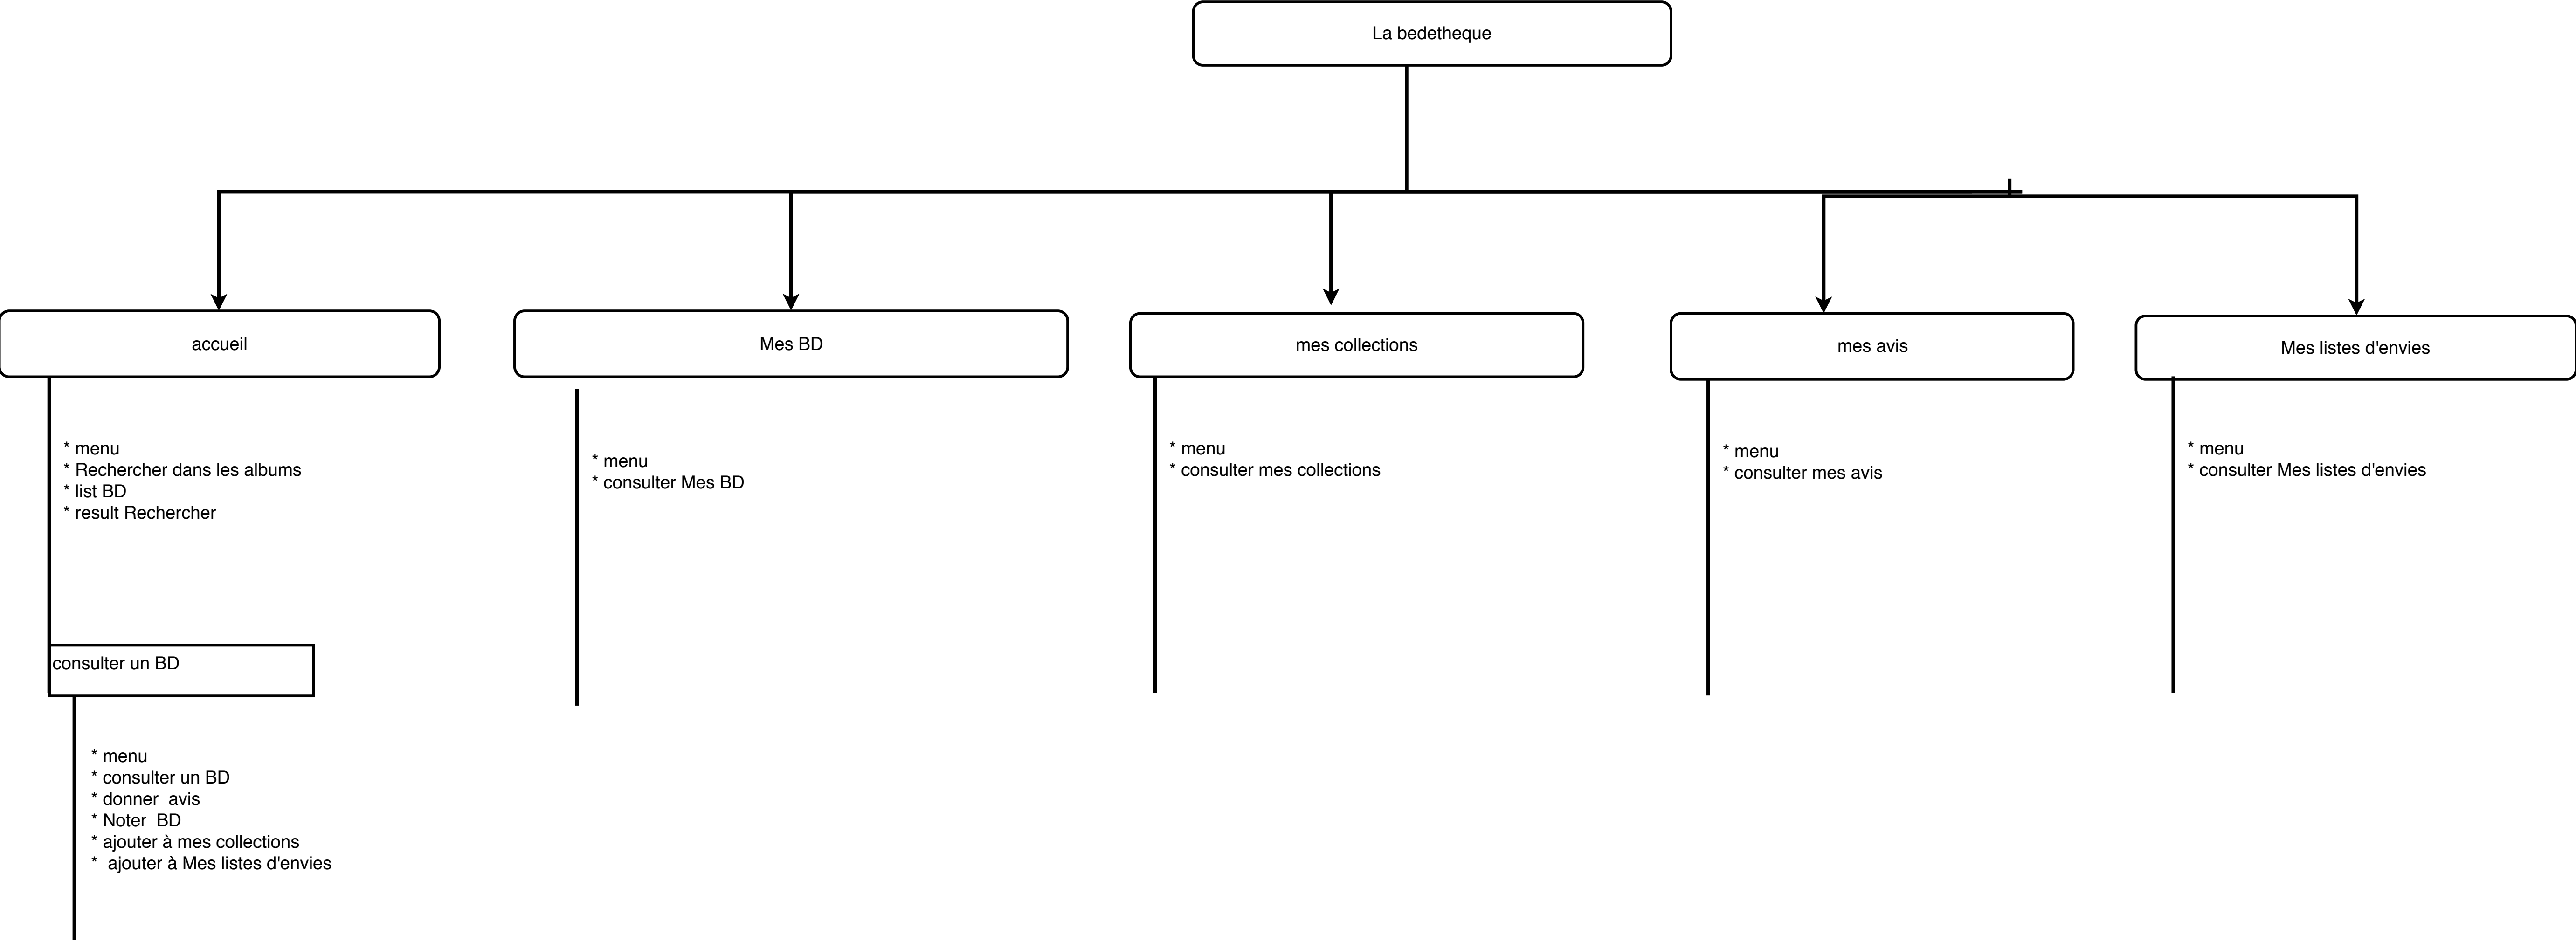 La bedetheque
accueil
Mes BD
mes collections
mes avis
Mes listes d'envies
* menu
* Rechercher dans les albums
* list BD
* result Rechercher
* menu
* consulter Mes BD
* menu
* consulter mes collections
* menu
* consulter mes avis
* menu
* consulter Mes listes d'envies
consulter un BD
* menu
* consulter un BD
* donner  avis
* Noter  BD
* ajouter à mes collections
*  ajouter à Mes listes d'envies